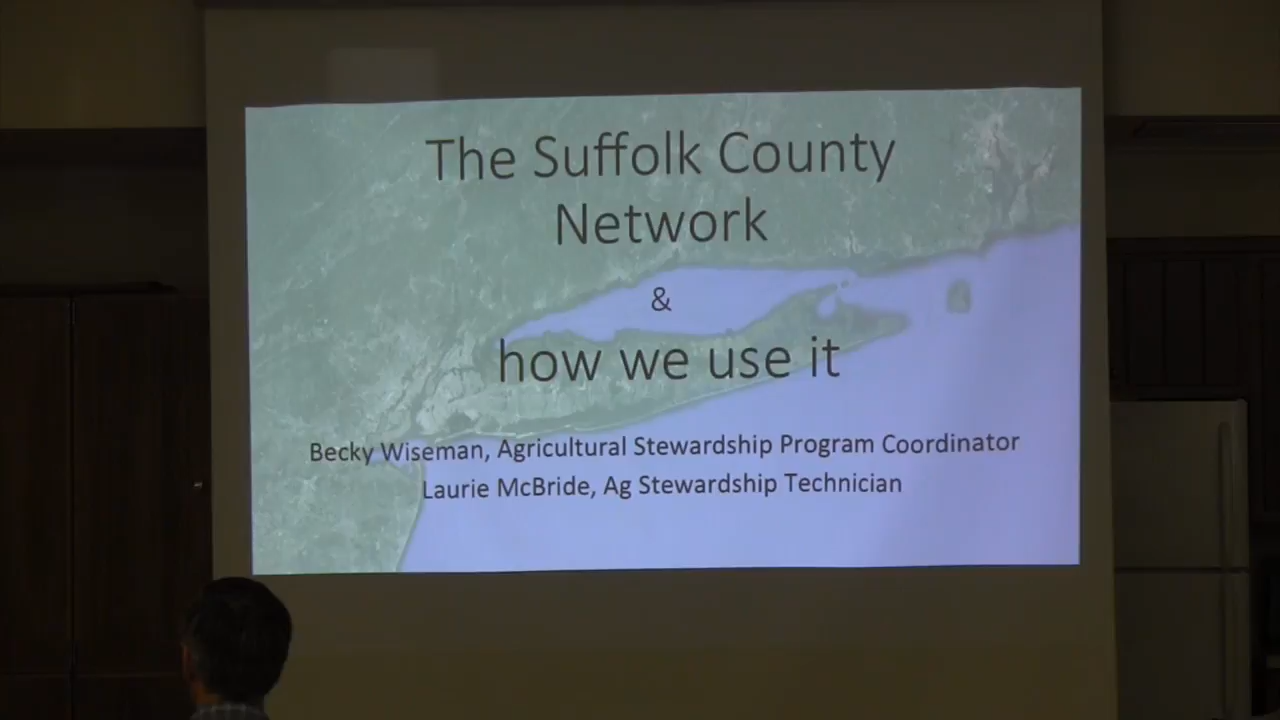 The Suffolk County
Network
&
how we use it
Becky Wiseman, Agricultural Stewardship Program Coordinator
Laurie McBride, Ag Stewardship Technician